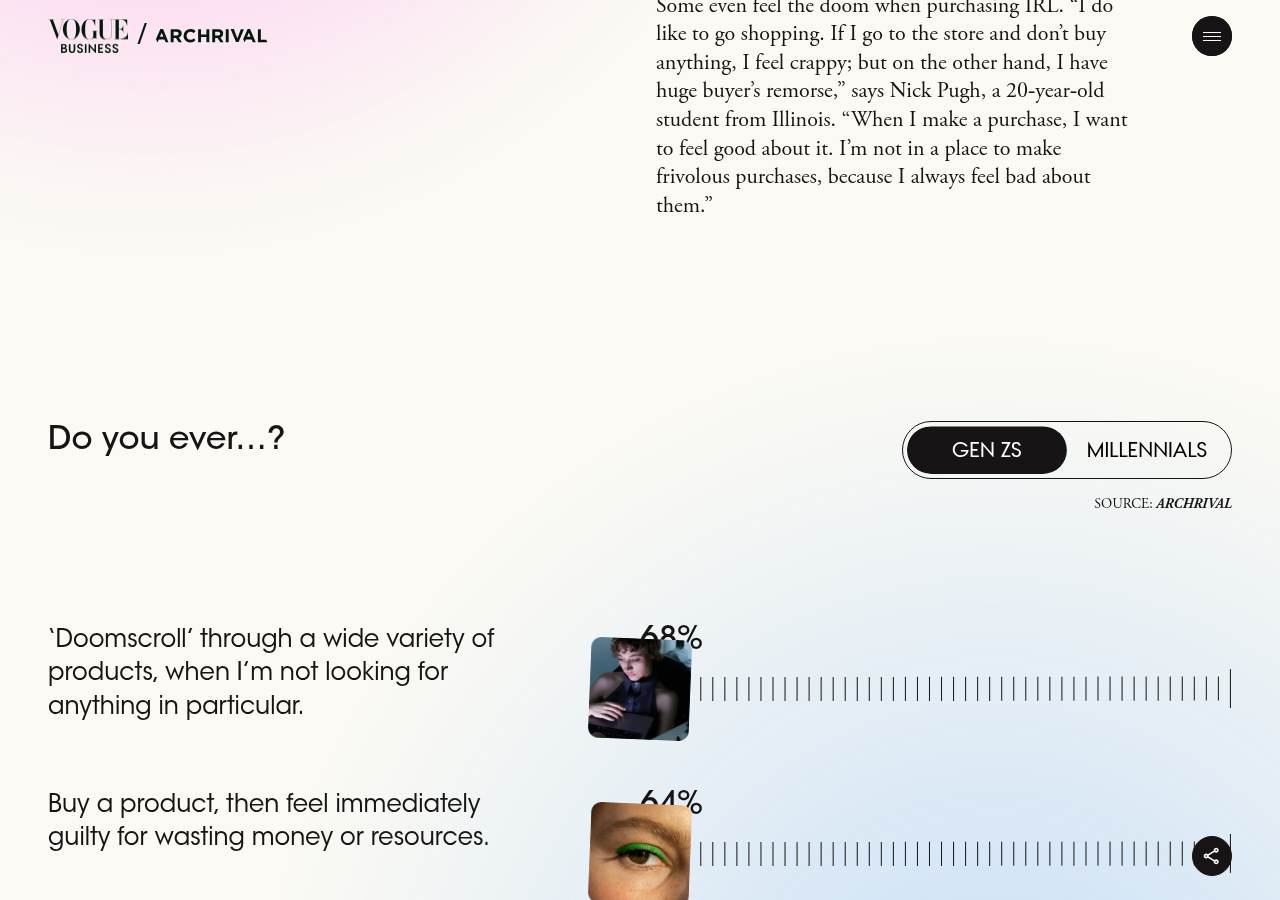 VOGUE
BUSINESS
/ ARCHRIVAL
Some even feel the doom when purchasing IRL. “I do
like to go shopping. If I go to the store and don’t buy
anything, I feel crappy; but on the other hand, I have
huge buyer’s remorse,” says Nick Pugh, a 20-year-old
student from Illinois. “When I make a purchase, I want
to feel good about it. I’m not in a place to make
frivolous purchases, because I always feel bad about
them.”
Do you ever…?
GEN ZS
MILLENNIALS
SOURCE: ARCHRIVAL
‘Doomscroll’ through a wide variety of
products, when I’m not looking for
anything in particular.
68%
Buy a product, then feel immediately
guilty for wasting money or resources.
64%